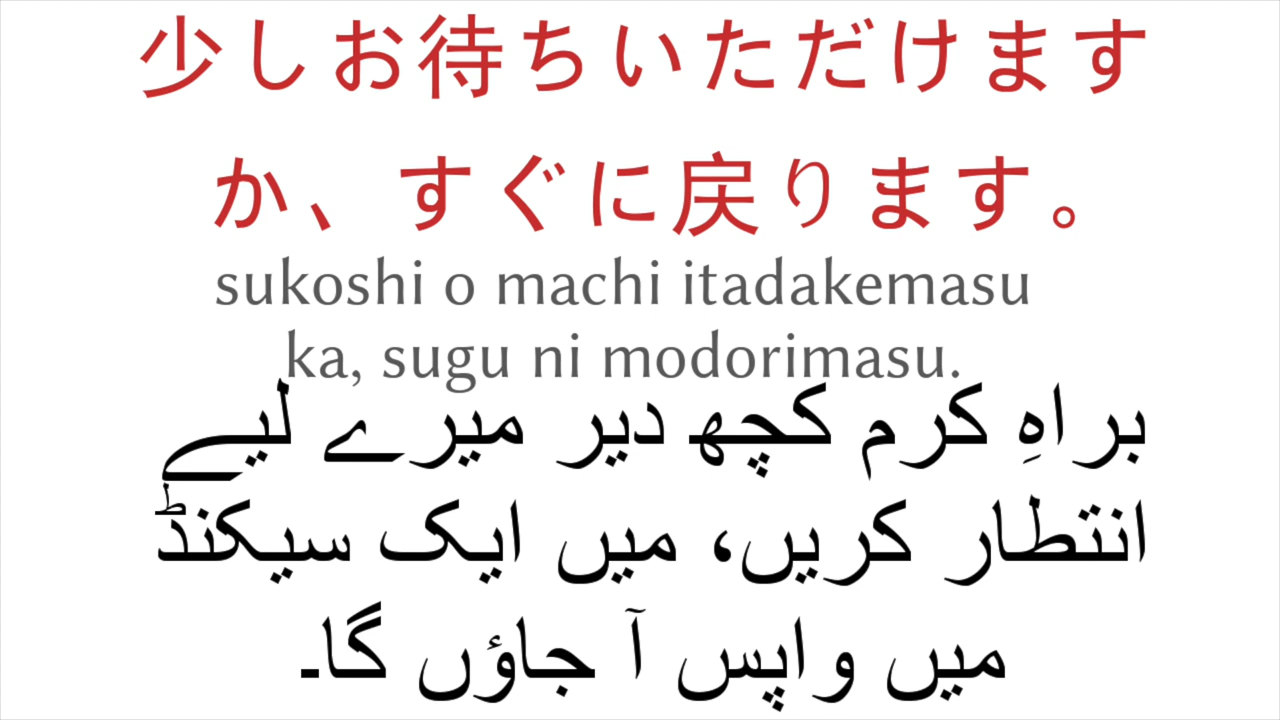 少しお待ちいただけます
か、すぐに戻ります。
sukoshi o machi itadakemasu
ka, sugu ni modorimasu.
براہِ کرم کچھ دیر میرے لیے
انتظار کریں، میں ایک سیکنڈ
میں واپس آ جاؤں گا۔